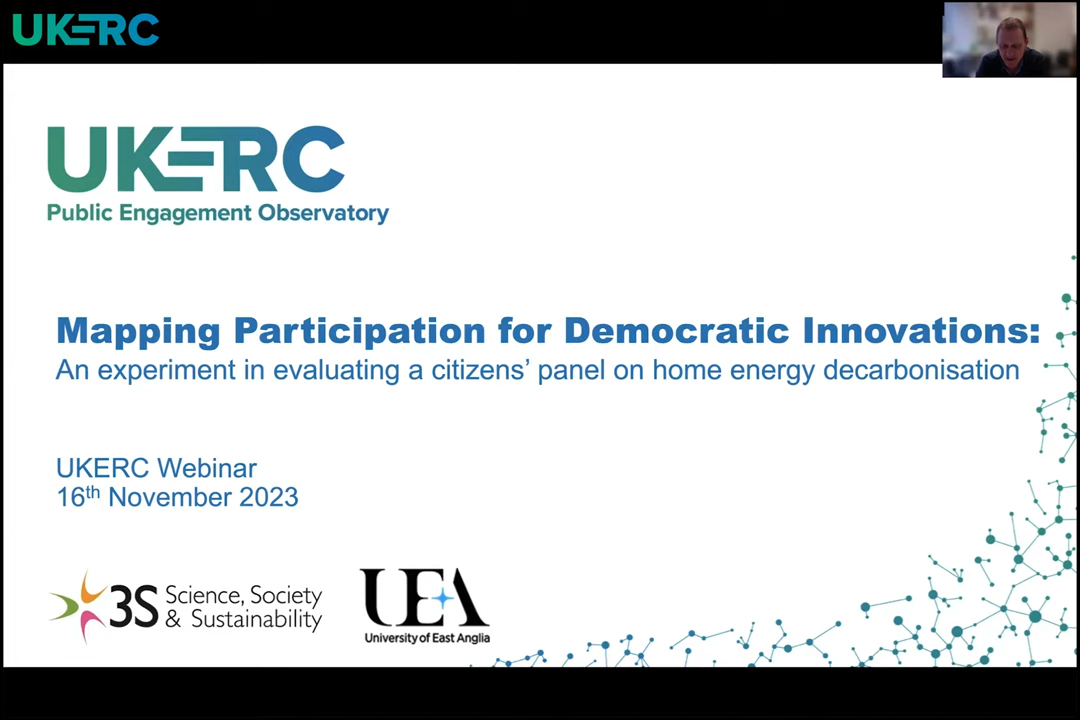 UKERC
UKERC
Public Engagement Observatory
Mapping Participation for Democratic Innovations:
An experiment in evaluating a citizens’ panel on home energy decarbonisation
UKERC Webinar
16th November 2023
3S Science, Society
& Sustainability
UEA
University of East Anglia